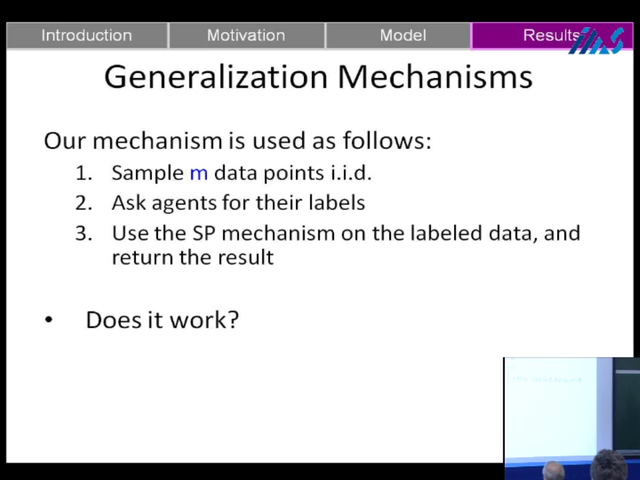 Introduction Motivation Model Results
Generalization Mechanisms
Our mechanism is used as follows:
1. Sample m data points i.i.d.
2. Ask agents for their labels
3. Use the SP mechanism on the labeled data, and
return the result
• Does it work?